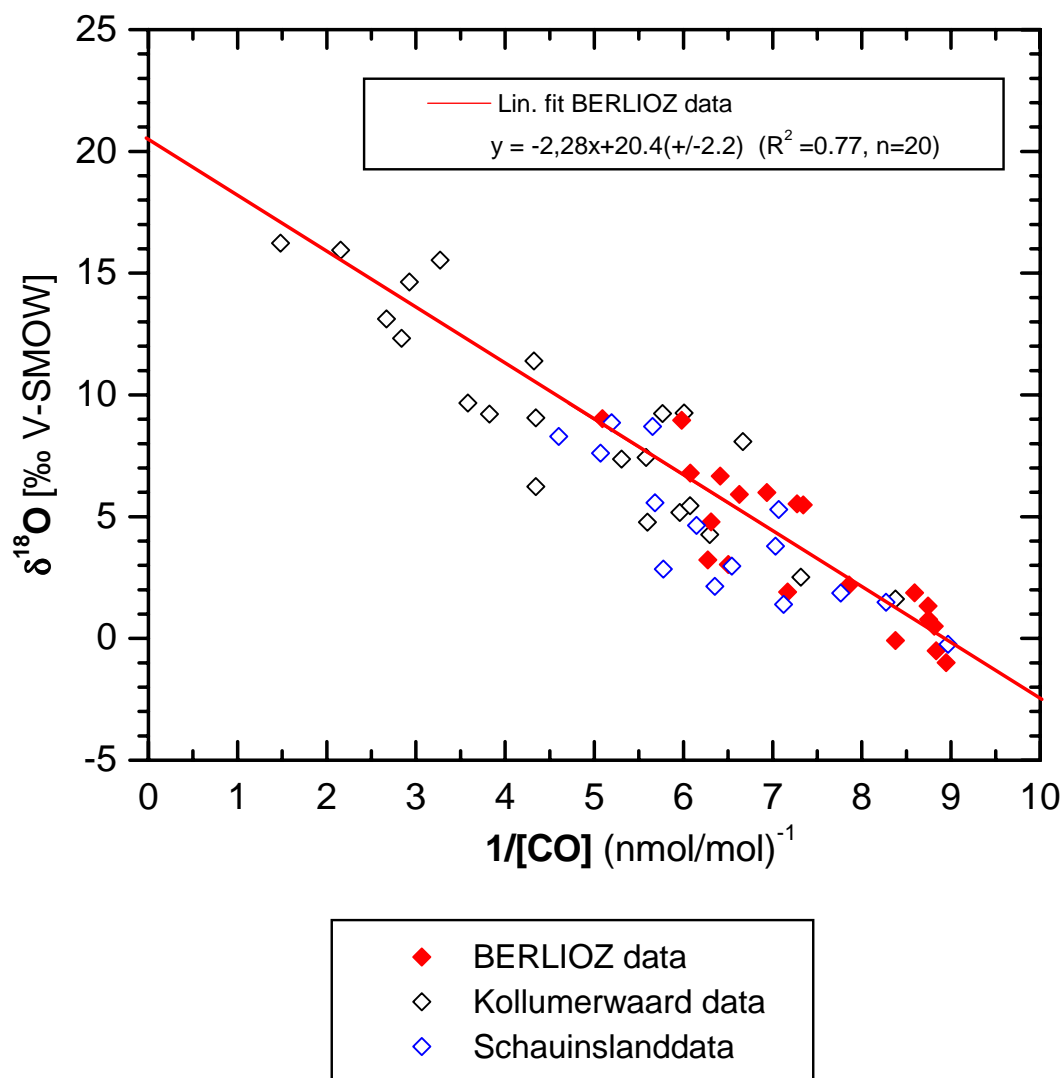 25
20
15
10
5
0
-5
δ18O [‰ V-SMOW]
Lin. fit BERLIOZ data
y = -2,28x+20.4(+/-2.2) (R2 =0.77, n=20)
0 1 2 3 4 5 6 7 8 9 10
1/[CO] (nmol/mol)-1
BERLIOZ data
Kollumerwaard data
Schauinslanddata